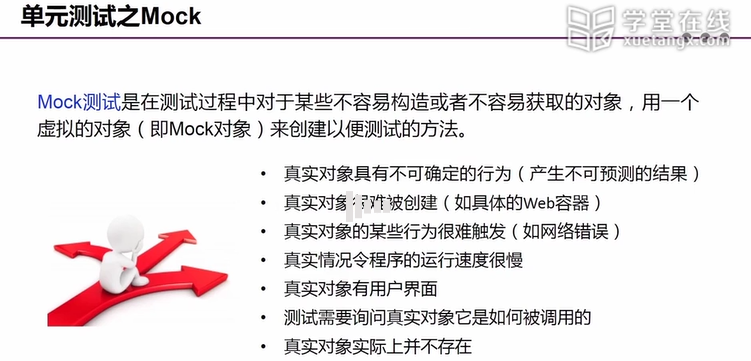 单元测试之Mock
学堂在线
xuetangx.com
Mock测试是在测试过程中对于某些不容易构造或者不容易获取的对象，用一个
虚拟的对象（即Mock对象）来创建以便测试的方法。
• 真实对象具有不可确定的行为（产生不可预测的结果）
• 真实对象很难被创建（如具体的Web容器）
• 真实对象的某些行为很难触发（如网络错误）
• 真实情况令程序的运行速度很慢
• 真实对象有用户界面
• 测试需要询问真实对象它是如何被调用的
• 真实对象实际上并不存在